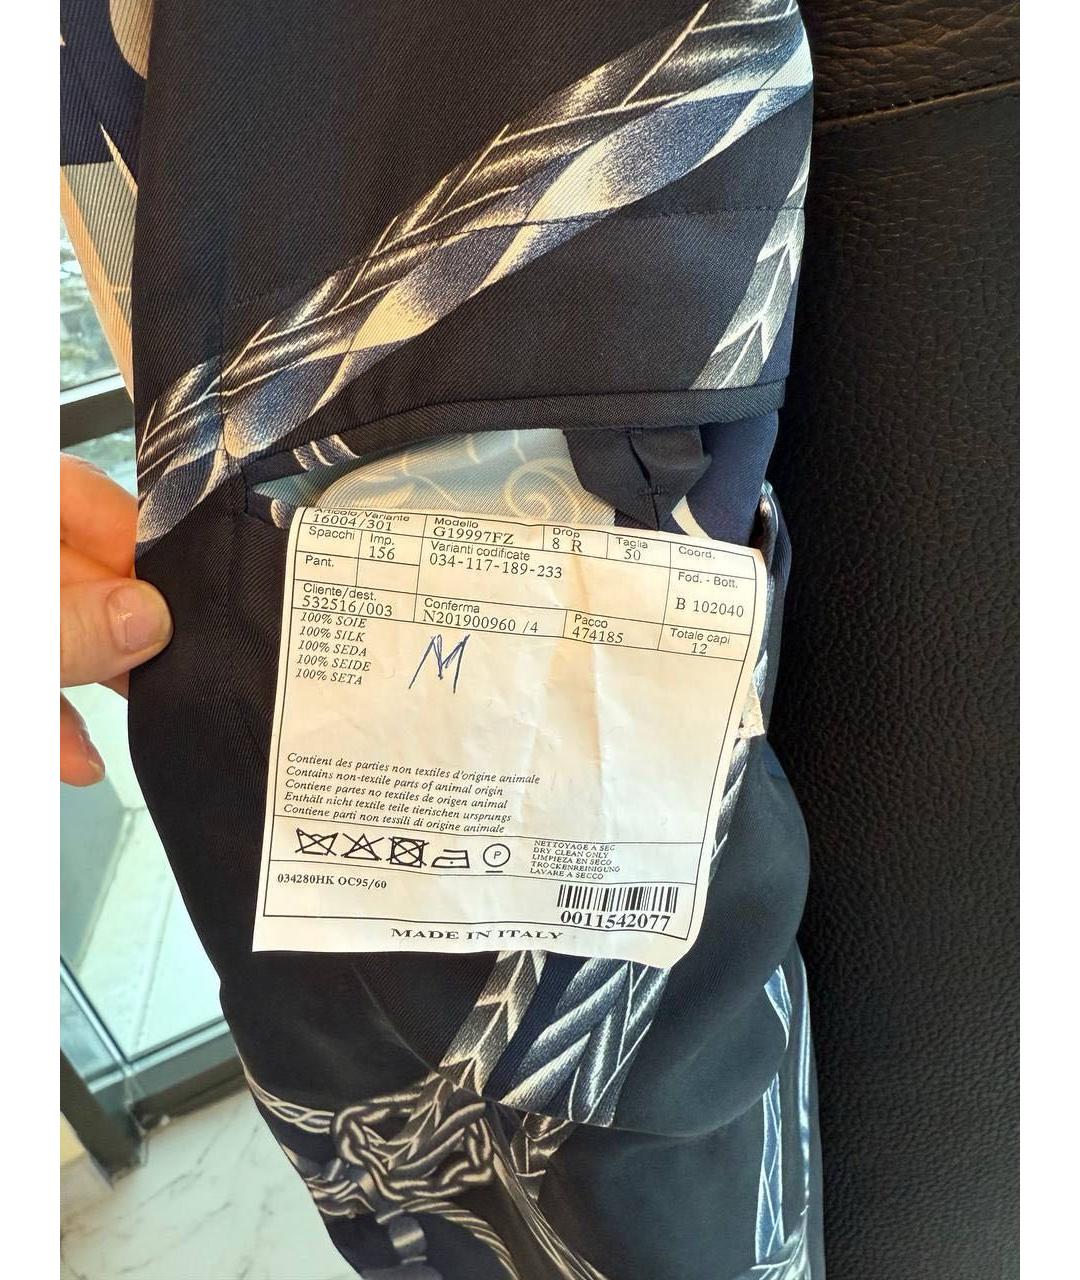 Articolo/Variante Modello Drop Taglia Coord.
16004/301 G19997FZ 8 R 50
Spacchi Imp. Varianti codificate Fod. - Bott.
156 034-117-189-233
Pant. B 102040
Cliente/dest. Conferma Pacco Totale capi
532516/003 N201900960 /4 474185 12
100% SOIE
100% SILK
100% SEDA
100% SEIDE
100% SETA
M
Contient des parties non textiles d'origine animale
Contains non-textile parts of animal origin
Contiene partes no textiles de origen animal
Enthält nicht textile teile tierischen ursprungs
Contiene parti non tessili di origine animale
P
NETTOYAGE A SEC
DRY CLEAN ONLY
LIMPIEZA EN SECO
TROCKENREINIGUNG
LAVARE A SECCO
034280HK OC95/60
0011542077
MADE IN ITALY